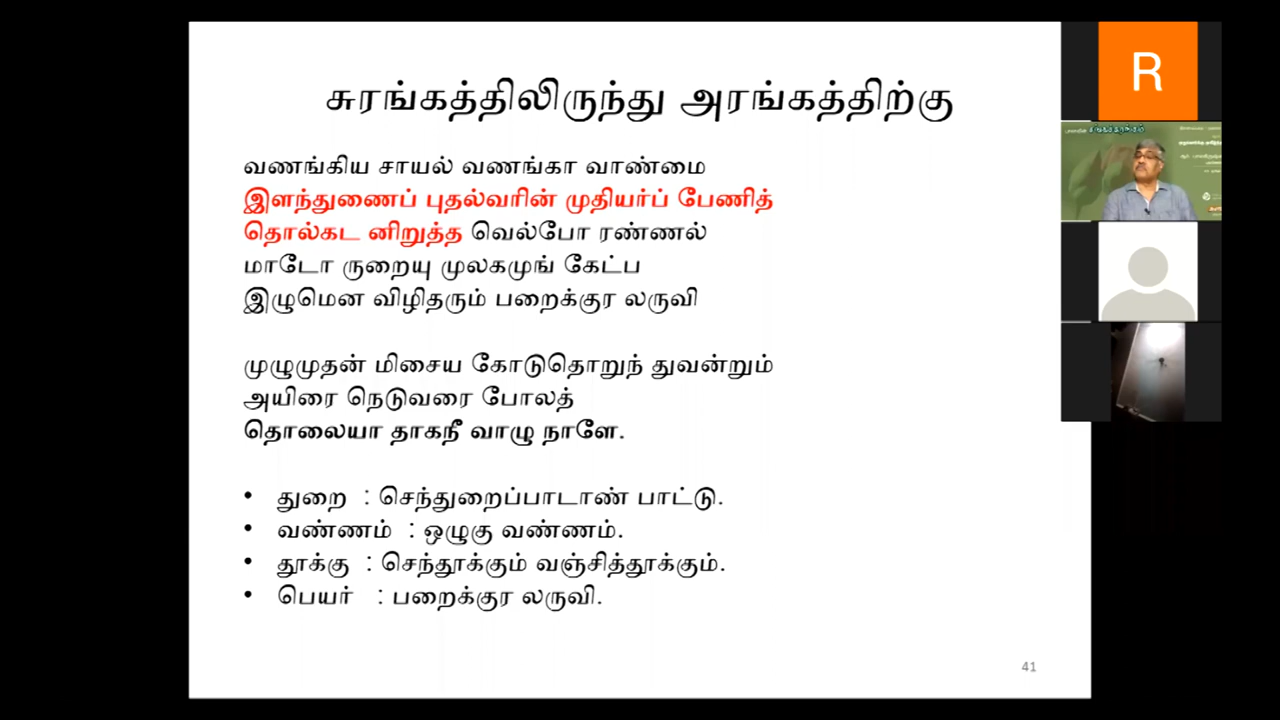 சுரங்கத்திலிருந்து அரங்கத்திற்கு
வணங்கிய சாயல் வணங்கா வாண்மை
இளந்துணைப் புதல்வரின் முதியர்ப் பேணித்
தொல்கட னிறுத்த வெல்போ ரண்ணல்
மாடோ ருறையு முலகமுங் கேட்ப
இழுமென விழிதரும் பறைக்குர லருவி
முழுமுதன் மிசைய கோடுதொறுந் துவன்றும்
அயிரை நெடுவரை போலத்
தொலையா தாகநீ வாழு நாளே.
• துறை : செந்துறைப்பாடாண் பாட்டு.
• வண்ணம் : ஒழுகு வண்ணம்.
• தூக்கு : செந்தூக்கும் வஞ்சித்தூக்கும்.
• பெயர் : பறைக்குர லருவி.
41
R